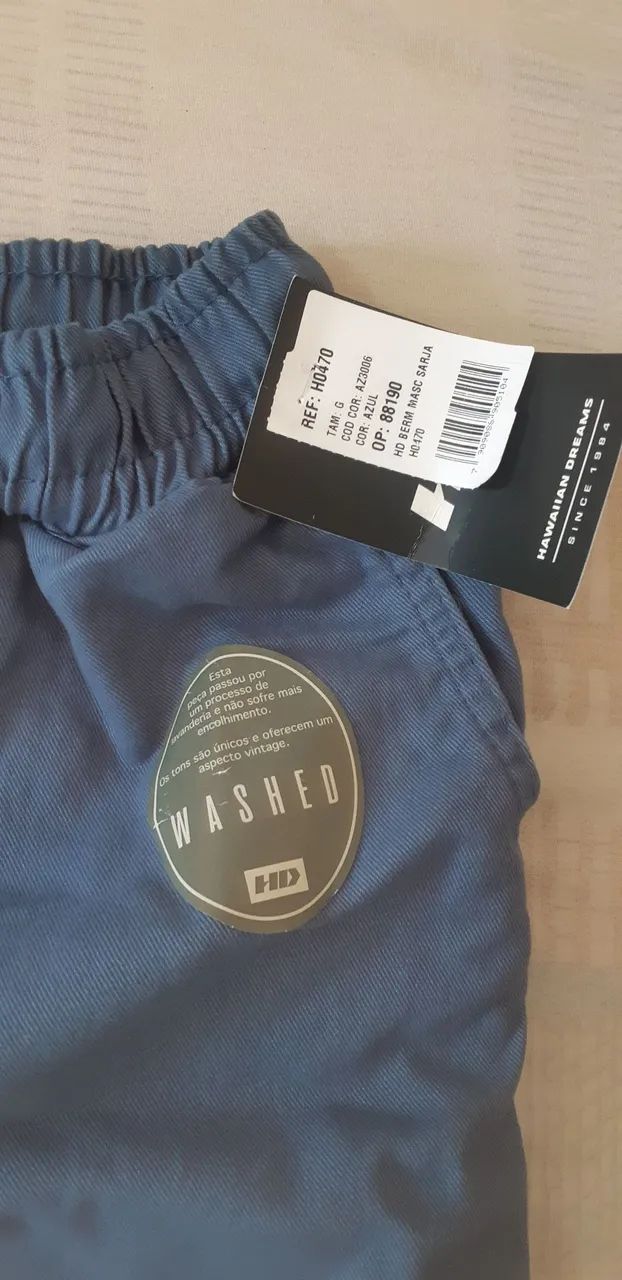 REF: H0470
TAM: G
COD COR: AZ3006
COR: AZUL
OP: 88190
HD BERM MASC SARJA
H0470
HAWAIIAN DREAMS
SINCE 1984
Esta
peça passou por
um processo de
lavanderia e não sofre mais
encolhimento.
Os tons são únicos e oferecem um
aspecto vintage.
WASHED
HD